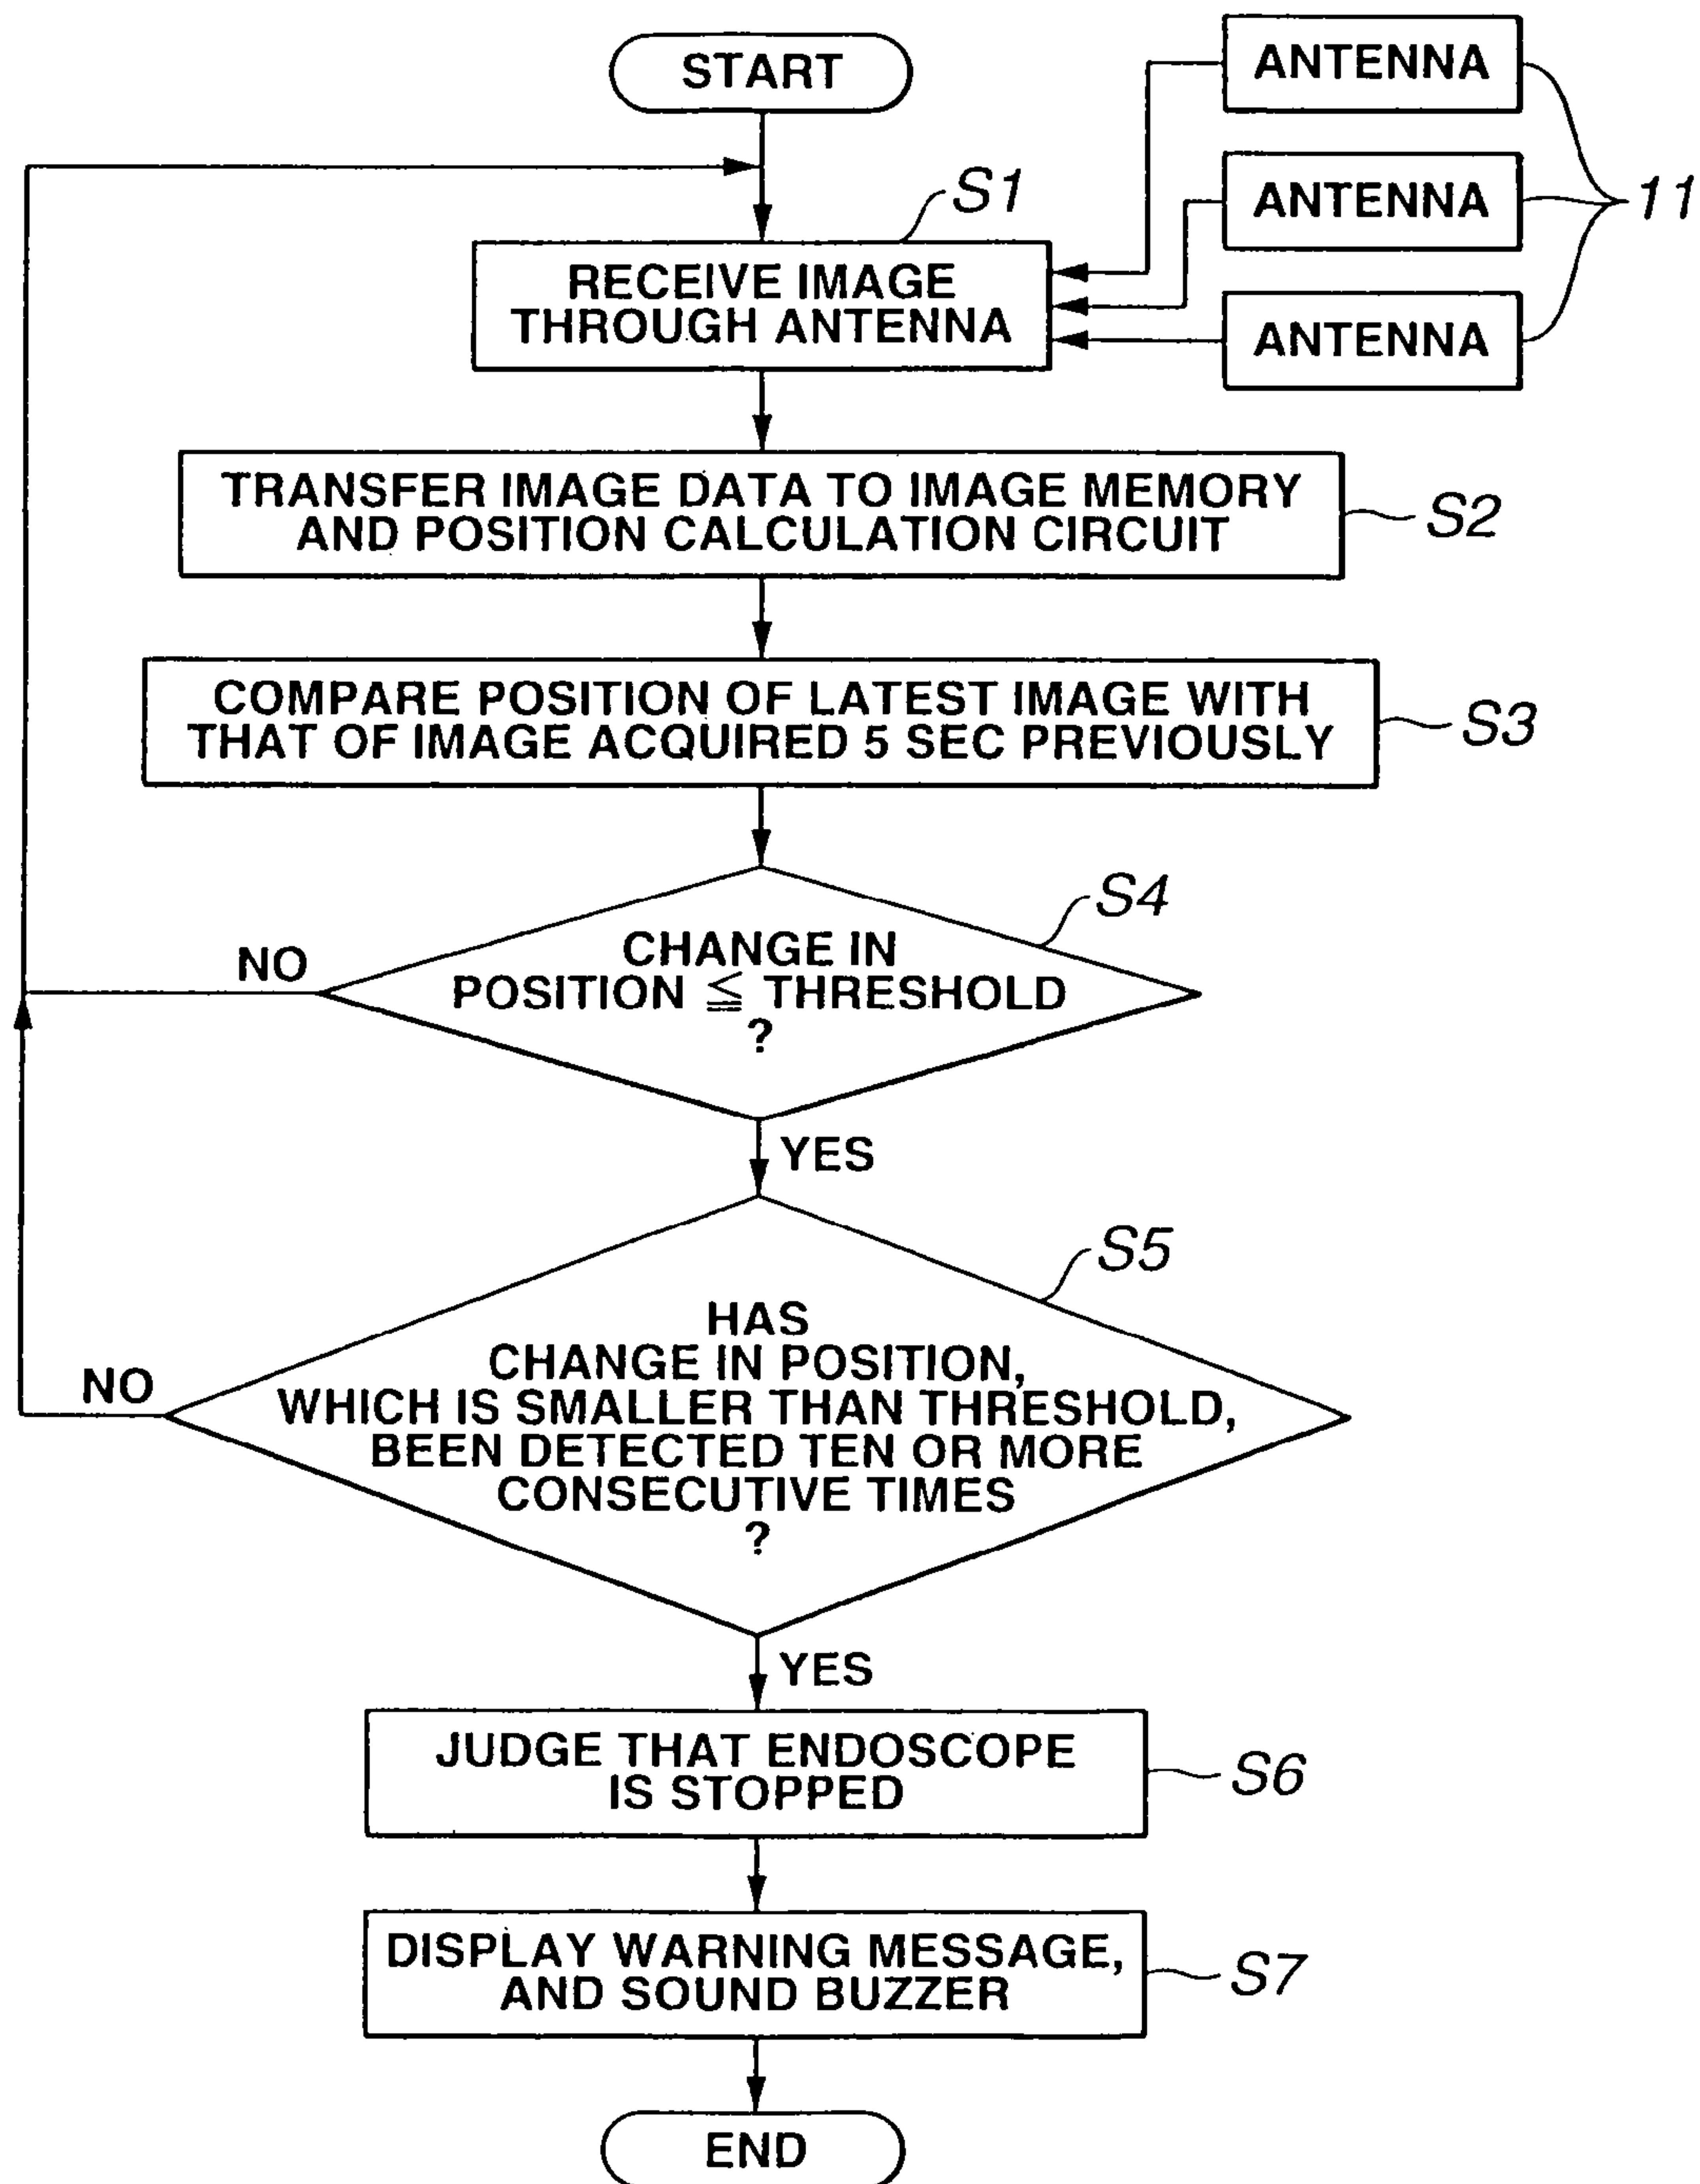 START
ANTENNA
ANTENNA
ANTENNA
11
S1
RECEIVE IMAGE
THROUGH ANTENNA
TRANSFER IMAGE DATA TO IMAGE MEMORY
AND POSITION CALCULATION CIRCUIT
S2
COMPARE POSITION OF LATEST IMAGE WITH
THAT OF IMAGE ACQUIRED 5 SEC PREVIOUSLY
S3
S4
CHANGE IN
POSITION ≦ THRESHOLD
?
NO
YES
S5
HAS
CHANGE IN POSITION,
WHICH IS SMALLER THAN THRESHOLD,
BEEN DETECTED TEN OR MORE
CONSECUTIVE TIMES
?
NO
YES
JUDGE THAT ENDOSCOPE
IS STOPPED
S6
DISPLAY WARNING MESSAGE,
AND SOUND BUZZER
S7
END